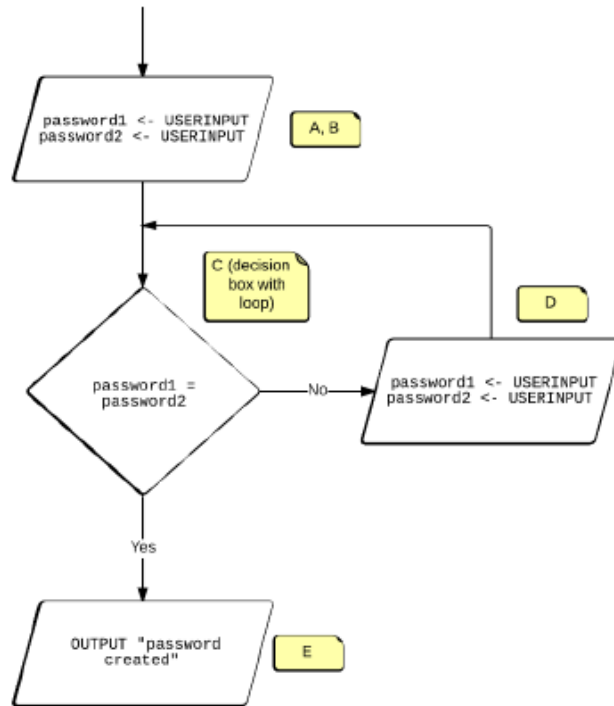 password1 <- USERINPUT
password2 <- USERINPUT
A, B
C (decision
box with
loop)
D
password1 =
password2
No
password1 <- USERINPUT
password2 <- USERINPUT
Yes
OUTPUT "password
created"
E